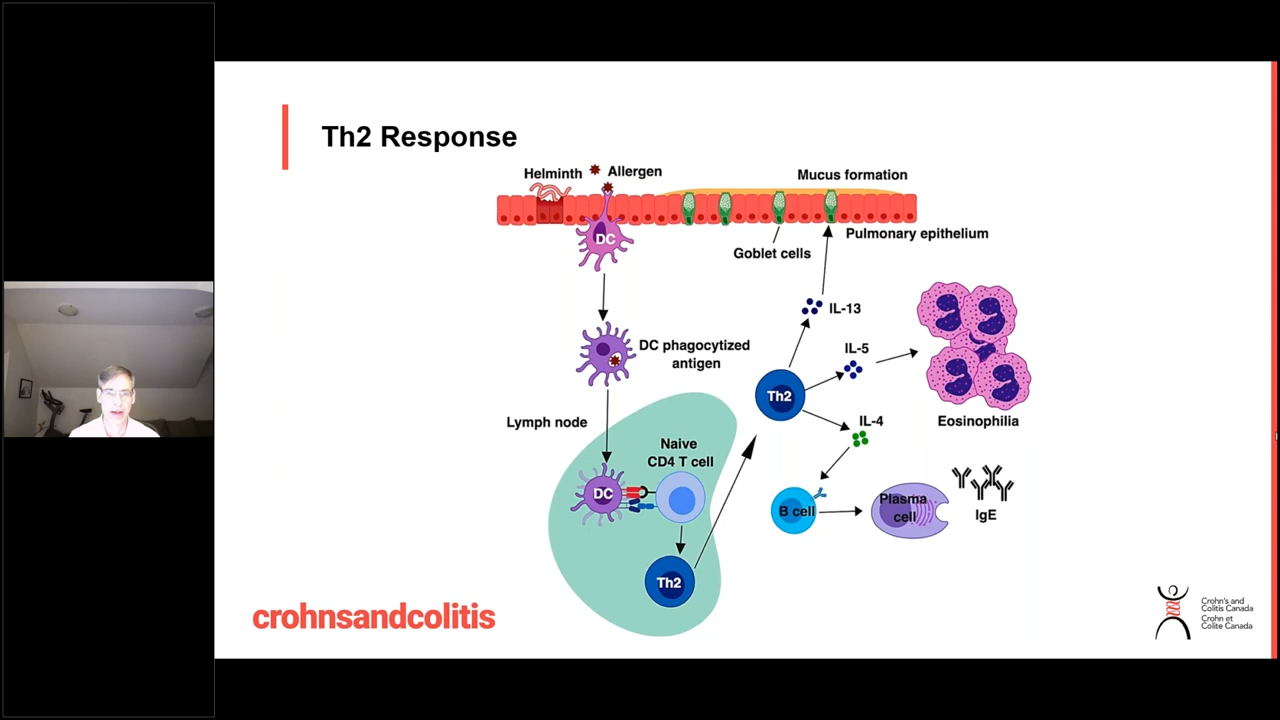 Th2 Response
Helminth
Allergen
Mucus formation
DC
Goblet cells
Pulmonary epithelium
IL-13
DC phagocytized
antigen
IL-5
Th2
Eosinophilia
IL-4
Lymph node
Naive
CD4 T cell
DC
B cell
Plasma
cell
IgE
Th2
crohnsandcolitis
Crohn's and
Colitis Canada
Crohn et
Colite Canada